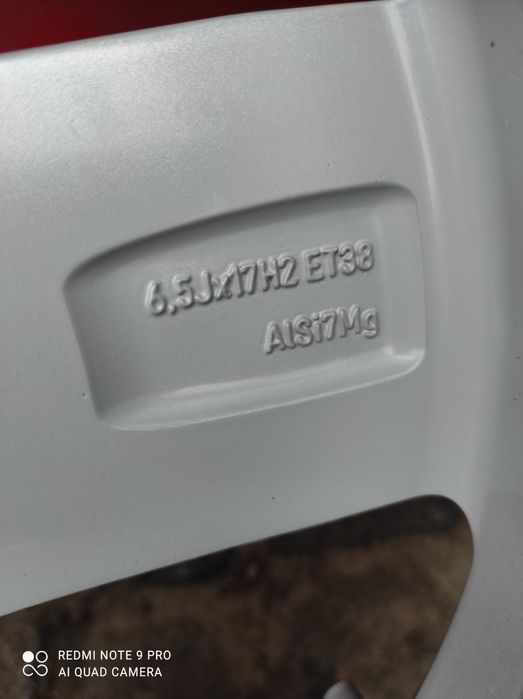 6,5Jx17H2 ET38
AlSi7Mg
REDMI NOTE 9 PRO
AI QUAD CAMERA